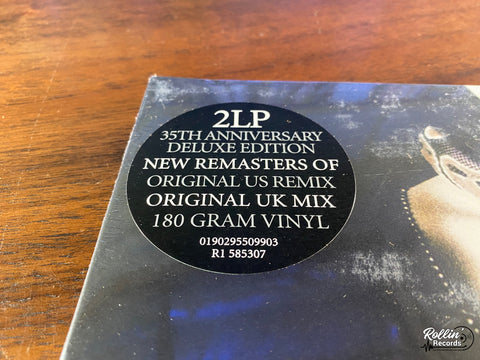 2LP
35TH ANNIVERSARY
DELUXE EDITION
NEW REMASTERS OF
ORIGINAL US REMIX
ORIGINAL UK MIX
180 GRAM VINYL
0190295509903
R1 585307
Rollin'
Records